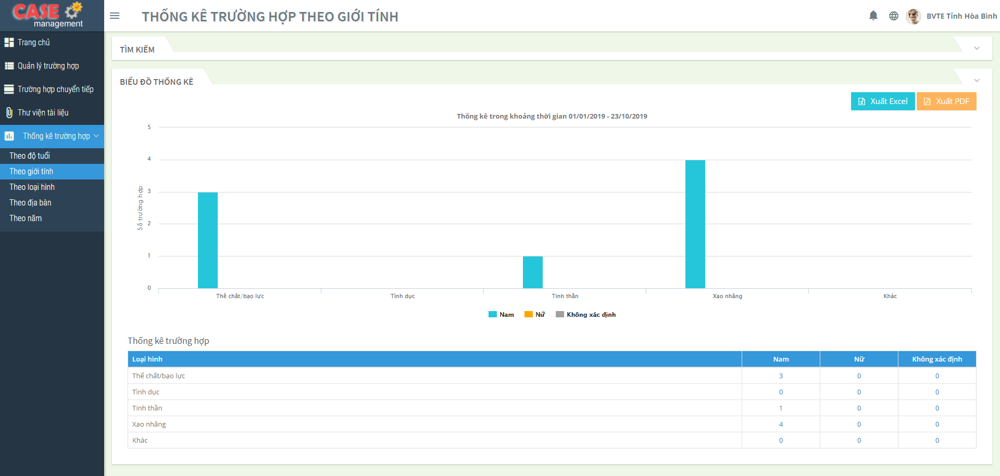 CASE
management
THỐNG KÊ TRƯỜNG HỢP THEO GIỚI TÍNH
BVTE Tỉnh Hòa Bình
Trang chủ
Quản lý trường hợp
Trường hợp chuyển tiếp
Thư viện tài liệu
Thống kê trường hợp
Theo độ tuổi
Theo giới tính
Theo loại hình
Theo địa bàn
Theo năm
TÌM KIẾM
BIỂU ĐỒ THỐNG KÊ
Xuất Excel
Xuất PDF
Thống kê trong khoảng thời gian 01/01/2019 - 23/10/2019
Số trường hợp
5
4
3
2
1
0
Thể chất/bạo lực
Tình dục
Tinh thần
Xao nhãng
Khác
Nam
Nữ
Không xác định
Thống kê trường hợp
Loại hình Nam Nữ Không xác định
Thể chất/bạo lực 3 0 0
Tình dục 0 0 0
Tinh thần 1 0 0
Xao nhãng 4 0 0
Khác 0 0 0